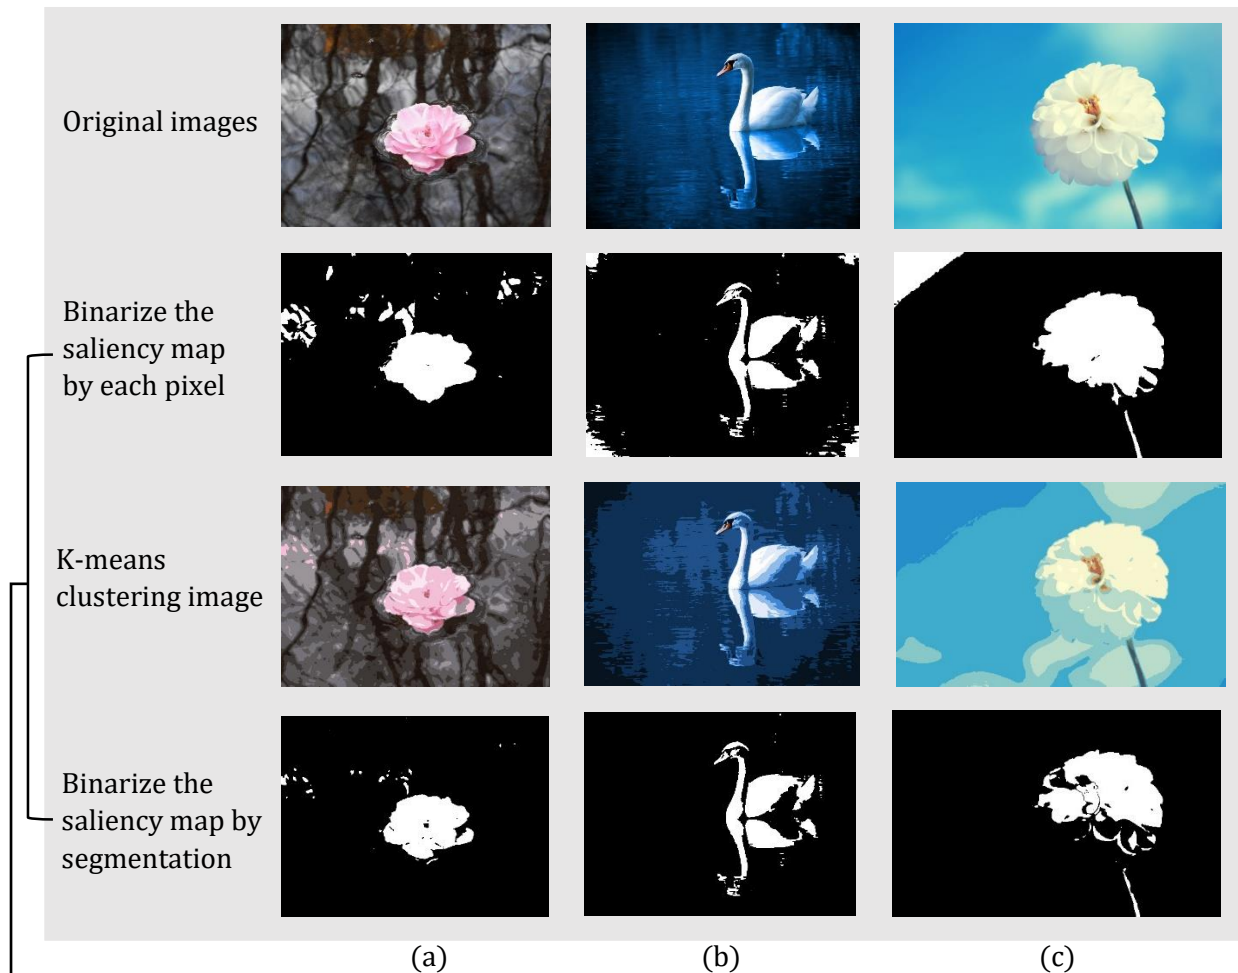 Original images
Binarize the
saliency map
by each pixel
K-means
clustering image
Binarize the
saliency map by
segmentation
(a)
(b)
(c)